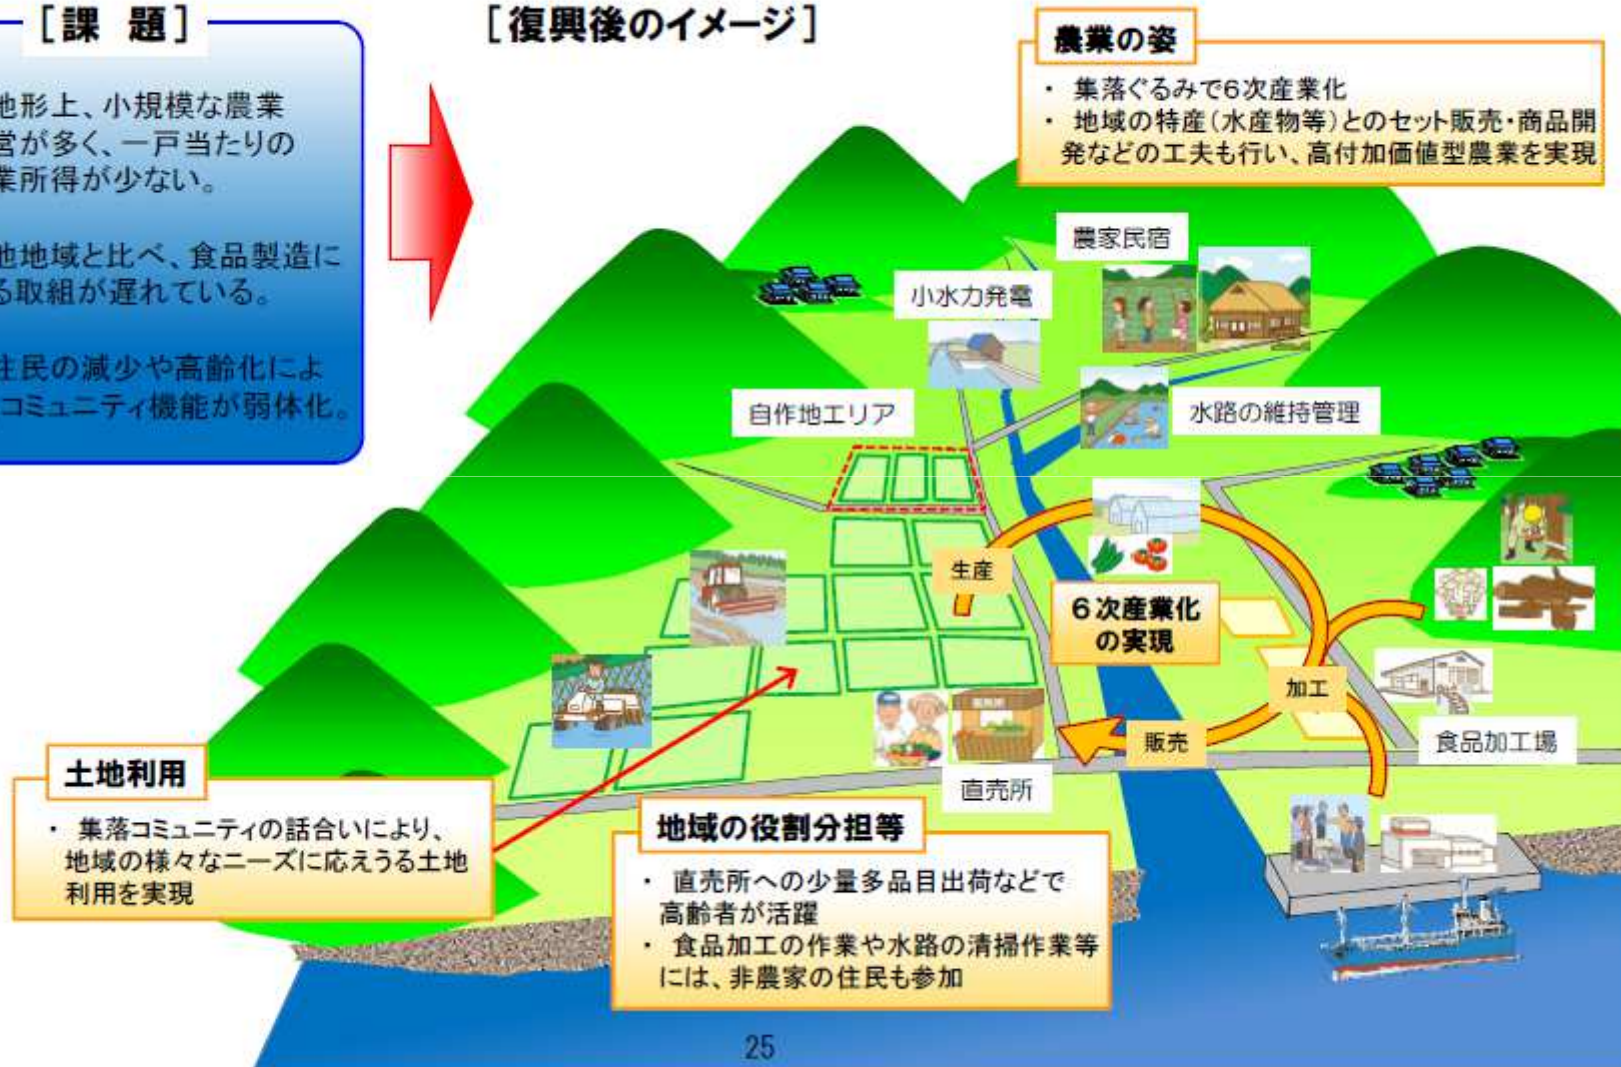 ［課　題］
地形上、小規模な農業
営が多く、一戸当たりの
業所得が少ない。
他地域と比べ、食品製造に
る取組が遅れている。
住民の減少や高齢化によ
コミュニティ機能が弱体化。
［復興後のイメージ］
農業の姿
・ 集落ぐるみで６次産業化
・ 地域の特産（水産物等）とのセット販売・商品開
発などの工夫も行い、高付加価値型農業を実現
農家民宿
小水力発電
自作地エリア
水路の維持管理
生産
６次産業化
の実現
加工
販売
食品加工場
直売所
土地利用
・ 集落コミュニティの話合いにより、
地域の様々なニーズに応えうる土地
利用を実現
地域の役割分担等
・ 直売所への少量多品目出荷などで
高齢者が活躍
・ 食品加工の作業や水路の清掃作業等
には、非農家の住民も参加
25